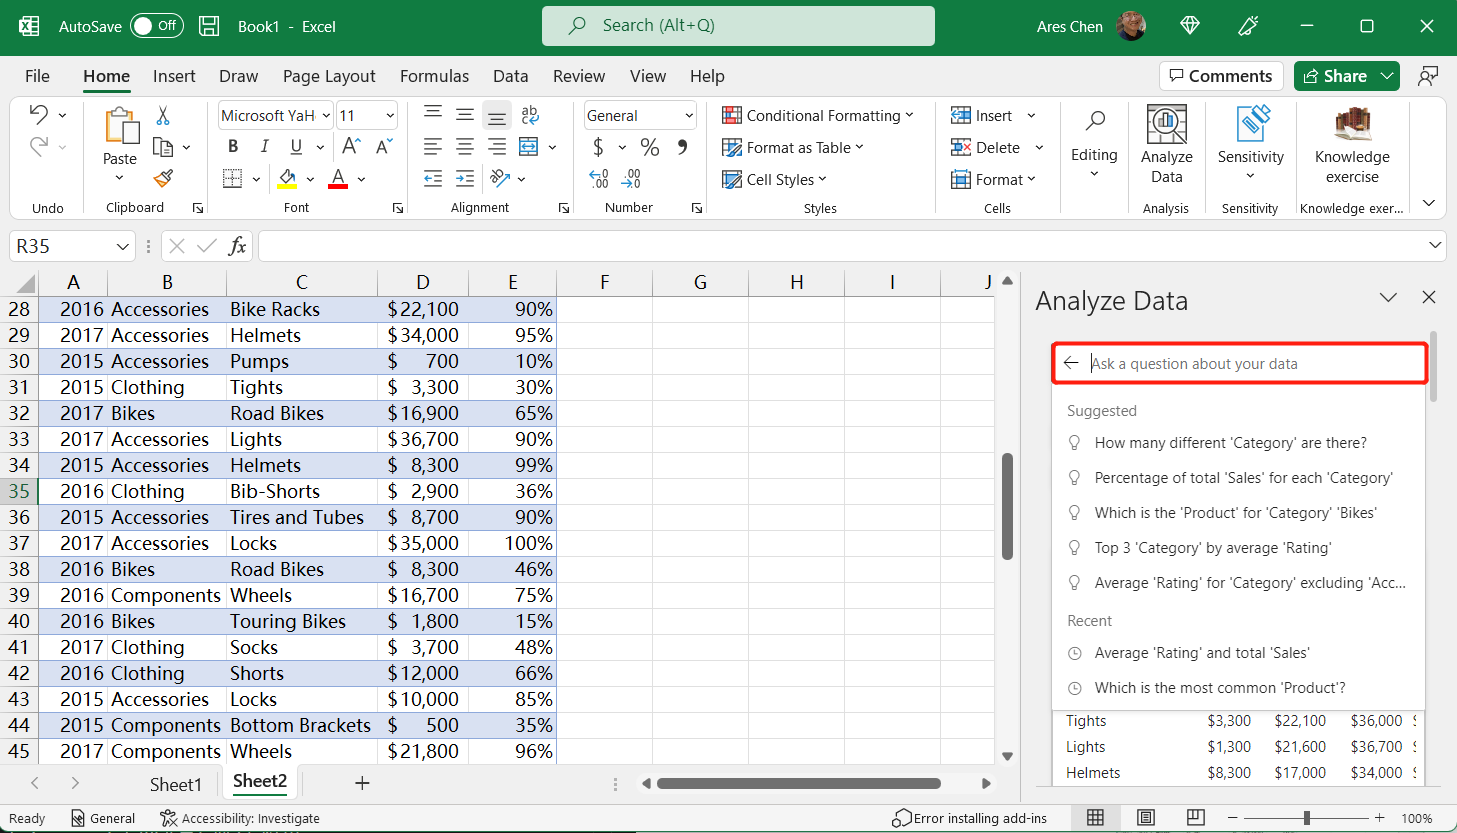 AutoSave Off Book1 - Excel Search (Alt+Q) Ares Chen
File Home Insert Draw Page Layout Formulas Data Review View Help Comments Share
Microsoft YaH 11 General Conditional Formatting Insert
B I U A A $ % 9 Format as Table Delete Editing
Paste Analyze Data Sensitivity Knowledge exercise
A .00 .00 Cell Styles Format
Undo Clipboard Font Alignment Number Styles Cells Analysis Sensitivity Knowledge exer...
R35 fx
A B C D E F G H I J
28 2016 Accessories Bike Racks $22,100 90%
29 2017 Accessories Helmets $34,000 95%
30 2015 Accessories Pumps $ 700 10%
31 2015 Clothing Tights $ 3,300 30%
32 2017 Bikes Road Bikes $16,900 65%
33 2017 Accessories Lights $36,700 90%
34 2015 Accessories Helmets $ 8,300 99%
35 2016 Clothing Bib-Shorts $ 2,900 36%
36 2015 Accessories Tires and Tubes $ 8,700 90%
37 2017 Accessories Locks $35,000 100%
38 2016 Bikes Road Bikes $ 8,300 46%
39 2016 Components Wheels $16,700 75%
40 2016 Bikes Touring Bikes $ 1,800 15%
41 2017 Clothing Socks $ 3,700 48%
42 2016 Clothing Shorts $12,000 66%
43 2015 Accessories Locks $10,000 85%
44 2015 Components Bottom Brackets $ 500 35%
45 2017 Components Wheels $21,800 96%
Analyze Data
Ask a question about your data
Suggested
How many different 'Category' are there?
Percentage of total 'Sales' for each 'Category'
Which is the 'Product' for 'Category' 'Bikes'
Top 3 'Category' by average 'Rating'
Average 'Rating' for 'Category' excluding 'Acc...
Recent
Average 'Rating' and total 'Sales'
Which is the most common 'Product'?
Tights $3,300 $22,100 $36,000
Lights $1,300 $21,600 $36,700
Helmets $8,300 $17,000 $34,000
Sheet1 Sheet2 +
Ready General Accessibility: Investigate Error installing add-ins 100%